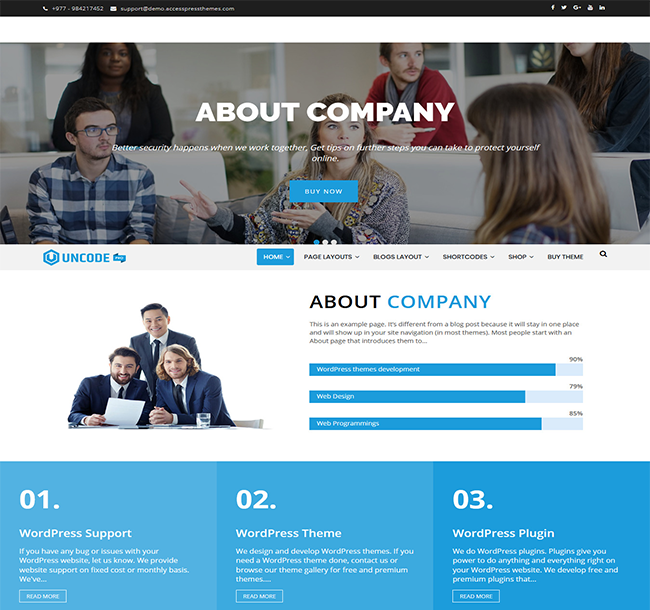 +977 - 984217452 support@demo.accesspressthemes.com
ABOUT COMPANY
Better security happens when we work together, Get tips on further steps you can take to protect yourself
online.
BUY NOW
UNCODE PRO
HOME PAGE LAYOUTS BLOGS LAYOUT SHORTCODES SHOP BUY THEME
ABOUT COMPANY
This is an example page. It's different from a blog post because it will stay in one place
and will show up in your site navigation (in most themes). Most people start with an
About page that introduces them to...
90%
WordPress themes development
79%
Web Design
85%
Web Programmings
01.
WordPress Support
If you have any bug or issues with your
WordPress website, let us know. We provide
website support on fixed cost or monthly basis.
We've...
READ MORE
02.
WordPress Theme
We design and develop WordPress themes. If you
need a WordPress theme done, contact us or
browse our theme gallery for free and premium
themes....
READ MORE
03.
WordPress Plugin
We do WordPress plugins. Plugins give you
power to do anything and everything right on
your WordPress website. We develop free and
premium plugins that...
READ MORE